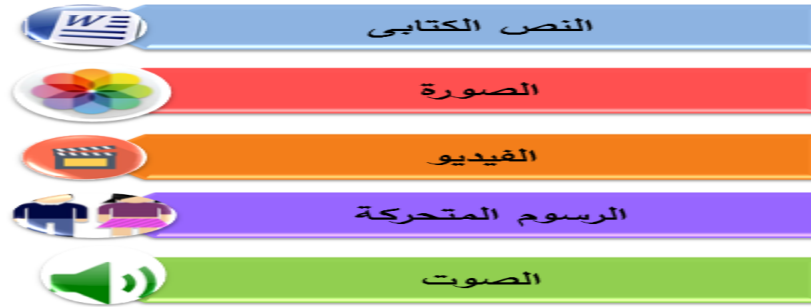 النص الكتابى
الصورة
الفيديو
الرسوم المتحركة
الصوت